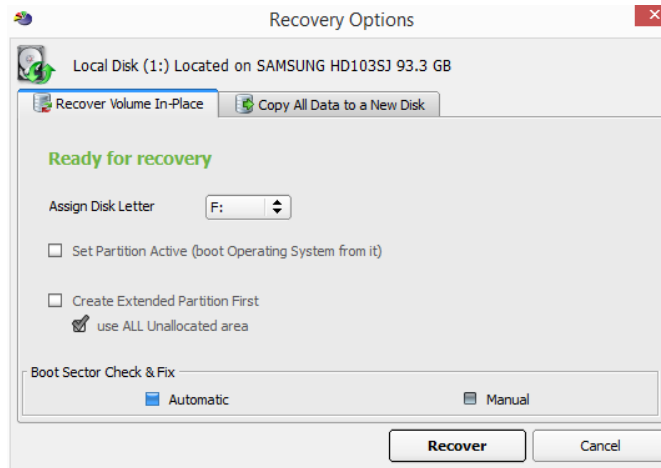 Recovery Options
Local Disk (1:) Located on SAMSUNG HD103SJ 93.3 GB
Recover Volume In-Place
Copy All Data to a New Disk
Ready for recovery
Assign Disk Letter F:
Set Partition Active (boot Operating System from it)
Create Extended Partition First
use ALL Unallocated area
Boot Sector Check & Fix
Automatic Manual
Recover Cancel